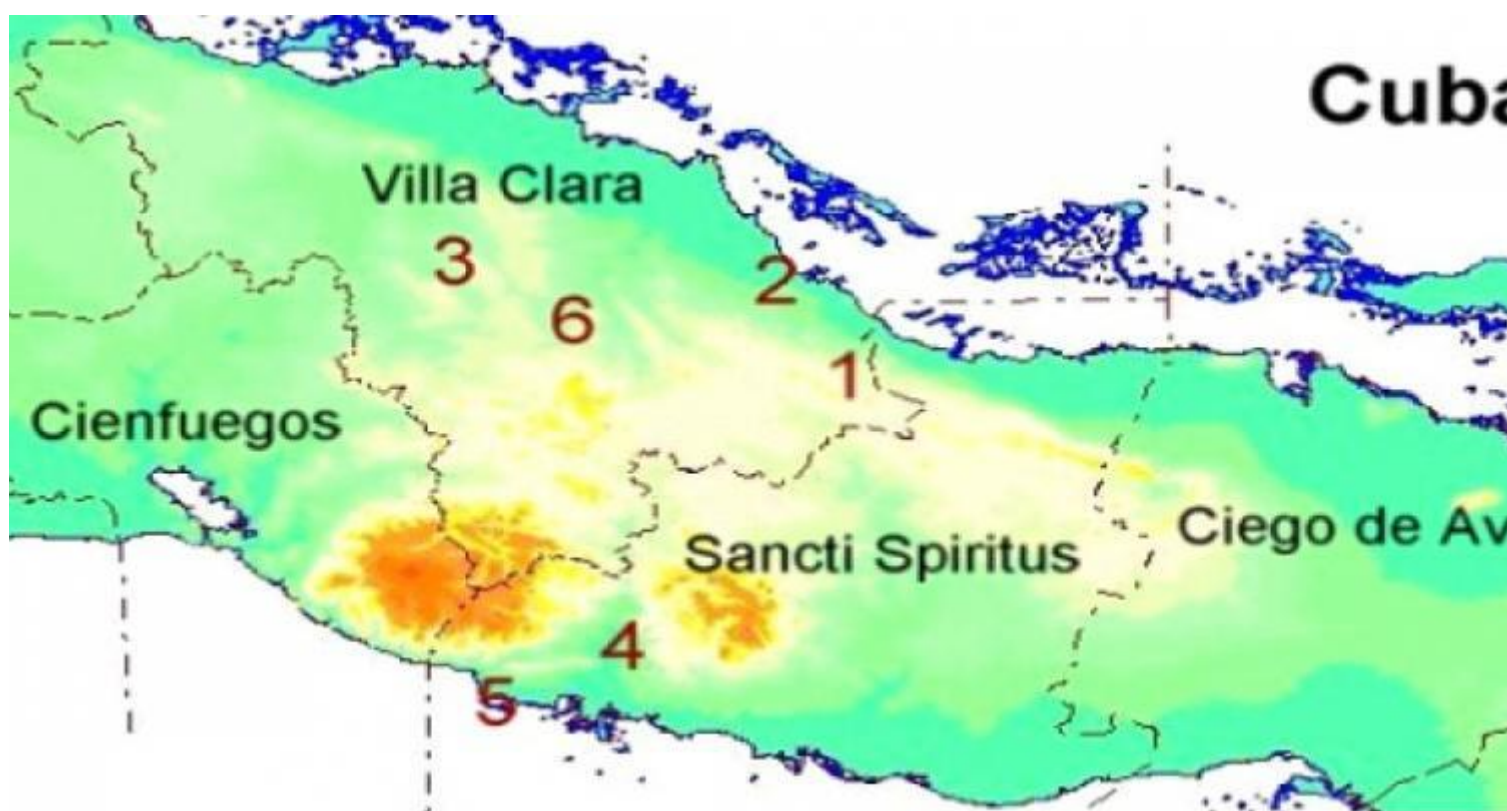 Cuba
Villa Clara
3
2
6
1
Cienfuegos
Sancti Spiritus
Ciego de Av
4
5